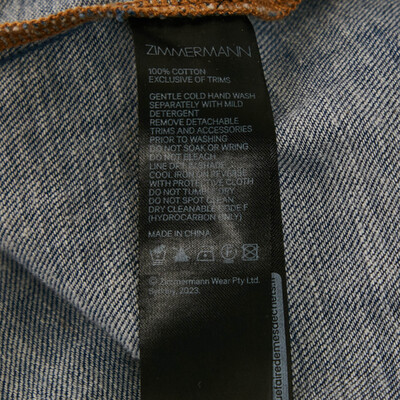 ZIMMERMANN
100% COTTON
EXCLUSIVE OF TRIMS
GENTLE COLD HAND WASH
SEPARATELY WITH MILD
DETERGENT
REMOVE DETACHABLE
TRIMS AND ACCESSORIES
PRIOR TO WASHING
DO NOT SOAK OR WRING
DO NOT BLEACH
LINE DRY IN SHADE
COOL IRON IN REVERSE
WITH PROTECTIVE CLOTH
DO NOT TUMBLE DRY
DO NOT SPOT CLEAN
DRY CLEANABLE CODE F
(HYDROCARBON ONLY)
MADE IN CHINA
© Zimmermann Wear Pty Ltd.
Sydney, 2023.
uefairedemesdechets.fr